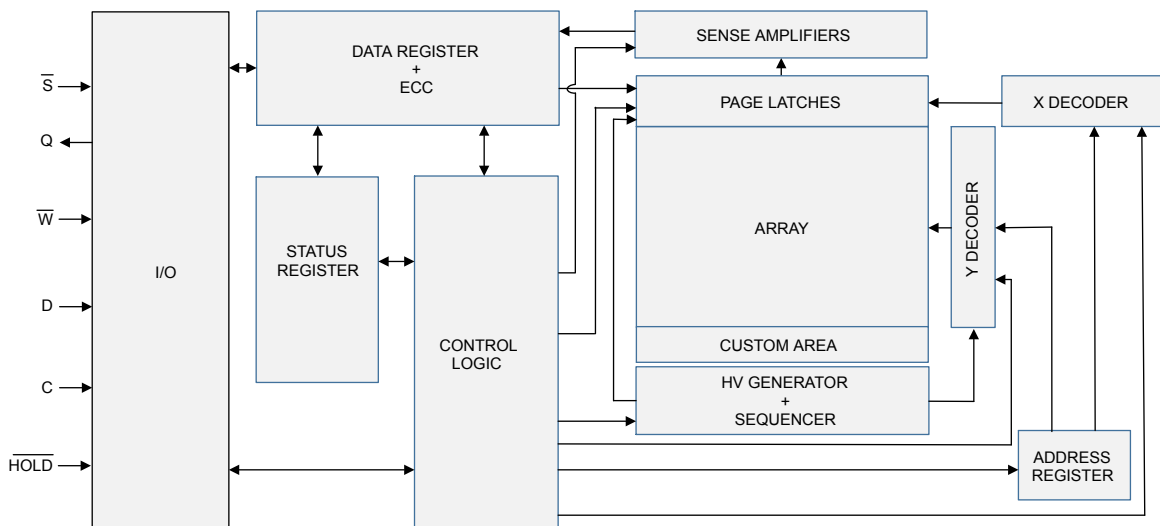 S̅
Q
W̅
D
C
H̅O̅L̅D̅
I/O
DATA REGISTER
+
ECC
STATUS
REGISTER
CONTROL
LOGIC
SENSE AMPLIFIERS
PAGE LATCHES
ARRAY
CUSTOM AREA
HV GENERATOR
+
SEQUENCER
Y DECODER
X DECODER
ADDRESS
REGISTER